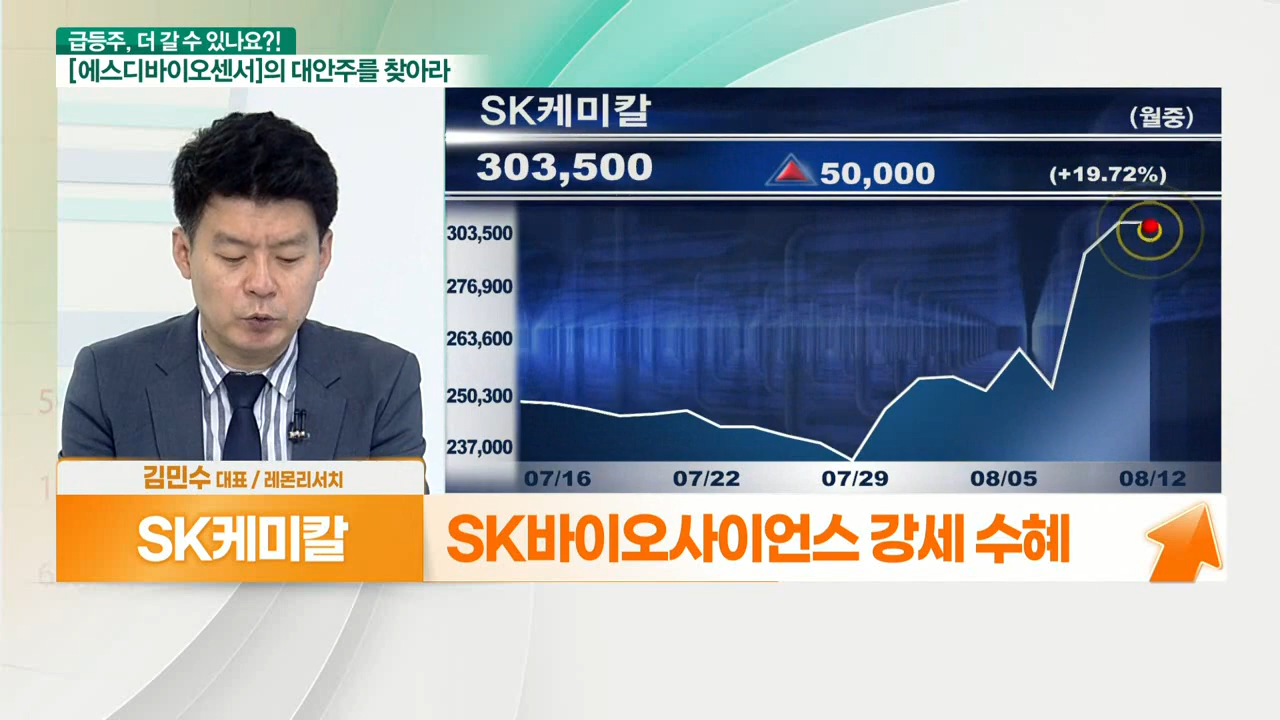 급등주, 더 갈 수 있나요?!
[에스디바이오센서]의 대안주를 찾아라
SK케미칼
(월중)
303,500
50,000
(+19.72%)
303,500
276,900
263,600
250,300
237,000
07/16
07/22
07/29
08/05
08/12
김민수 대표 / 레몬리서치
SK케미칼
SK바이오사이언스 강세 수혜